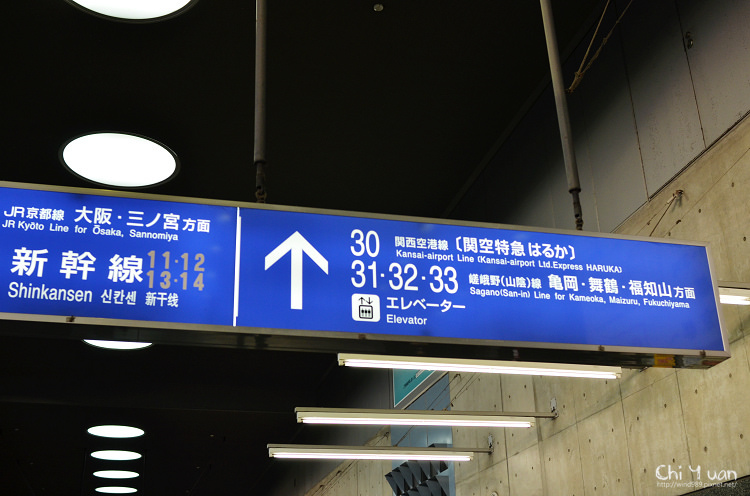 JR京都線 大阪・三ノ宮方面
JR Kyōto Line for Ōsaka, Sannomiya
新幹線 11・12
13・14
Shinkansen 신칸센 新干线
30 関西空港線〔関空特急はるか〕
Kansai-airport Line (Kansai-airport Ltd.Express HARUKA)
31・32・33 嵯峨野(山陰)線 亀岡・舞鶴・福知山方面
Sagano(San-in) Line for Kameoka, Maizuru, Fukuchiyama
エレベーター
Elevator
Chi Yuan